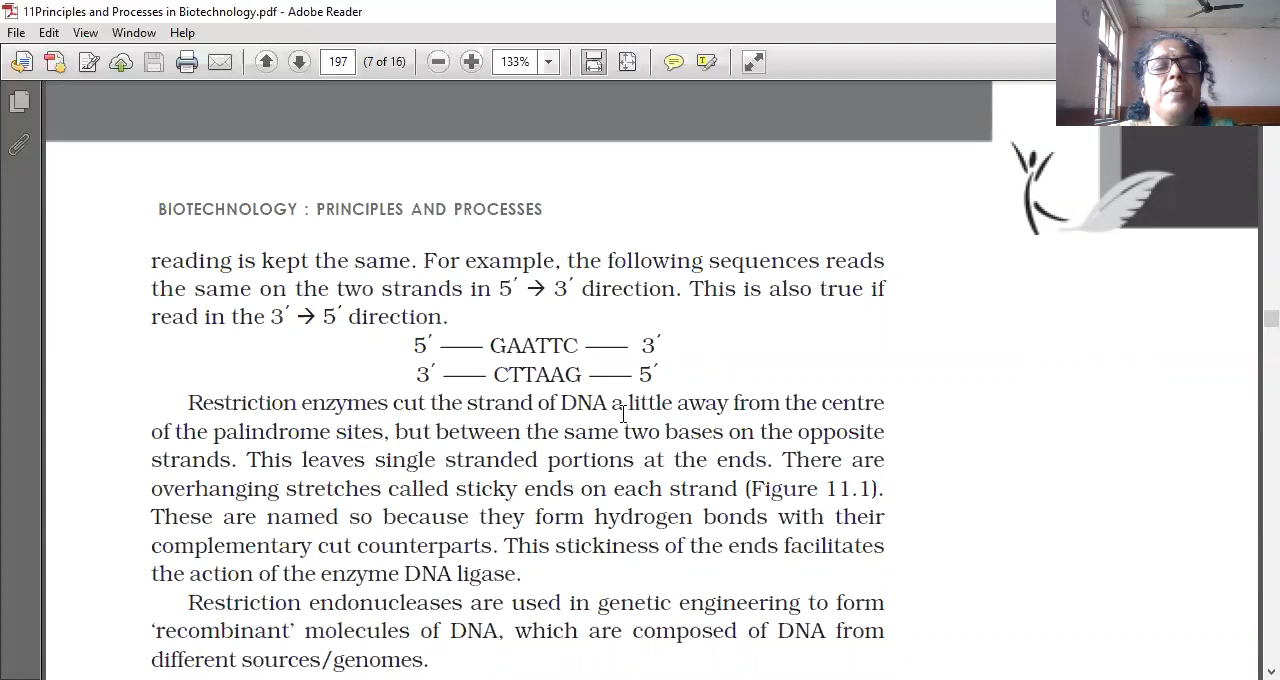 11Principles and Processes in Biotechnology.pdf - Adobe Reader
File Edit View Window Help
197 (7 of 16) 133%
BIOTECHNOLOGY : PRINCIPLES AND PROCESSES
reading is kept the same. For example, the following sequences reads
the same on the two strands in 5´ → 3´ direction. This is also true if
read in the 3´ → 5´ direction.
5´ —— GAATTC —— 3´
3´ —— CTTAAG —— 5´
Restriction enzymes cut the strand of DNA a little away from the centre
of the palindrome sites, but between the same two bases on the opposite
strands. This leaves single stranded portions at the ends. There are
overhanging stretches called sticky ends on each strand (Figure 11.1).
These are named so because they form hydrogen bonds with their
complementary cut counterparts. This stickiness of the ends facilitates
the action of the enzyme DNA ligase.
Restriction endonucleases are used in genetic engineering to form
‘recombinant’ molecules of DNA, which are composed of DNA from
different sources/genomes.